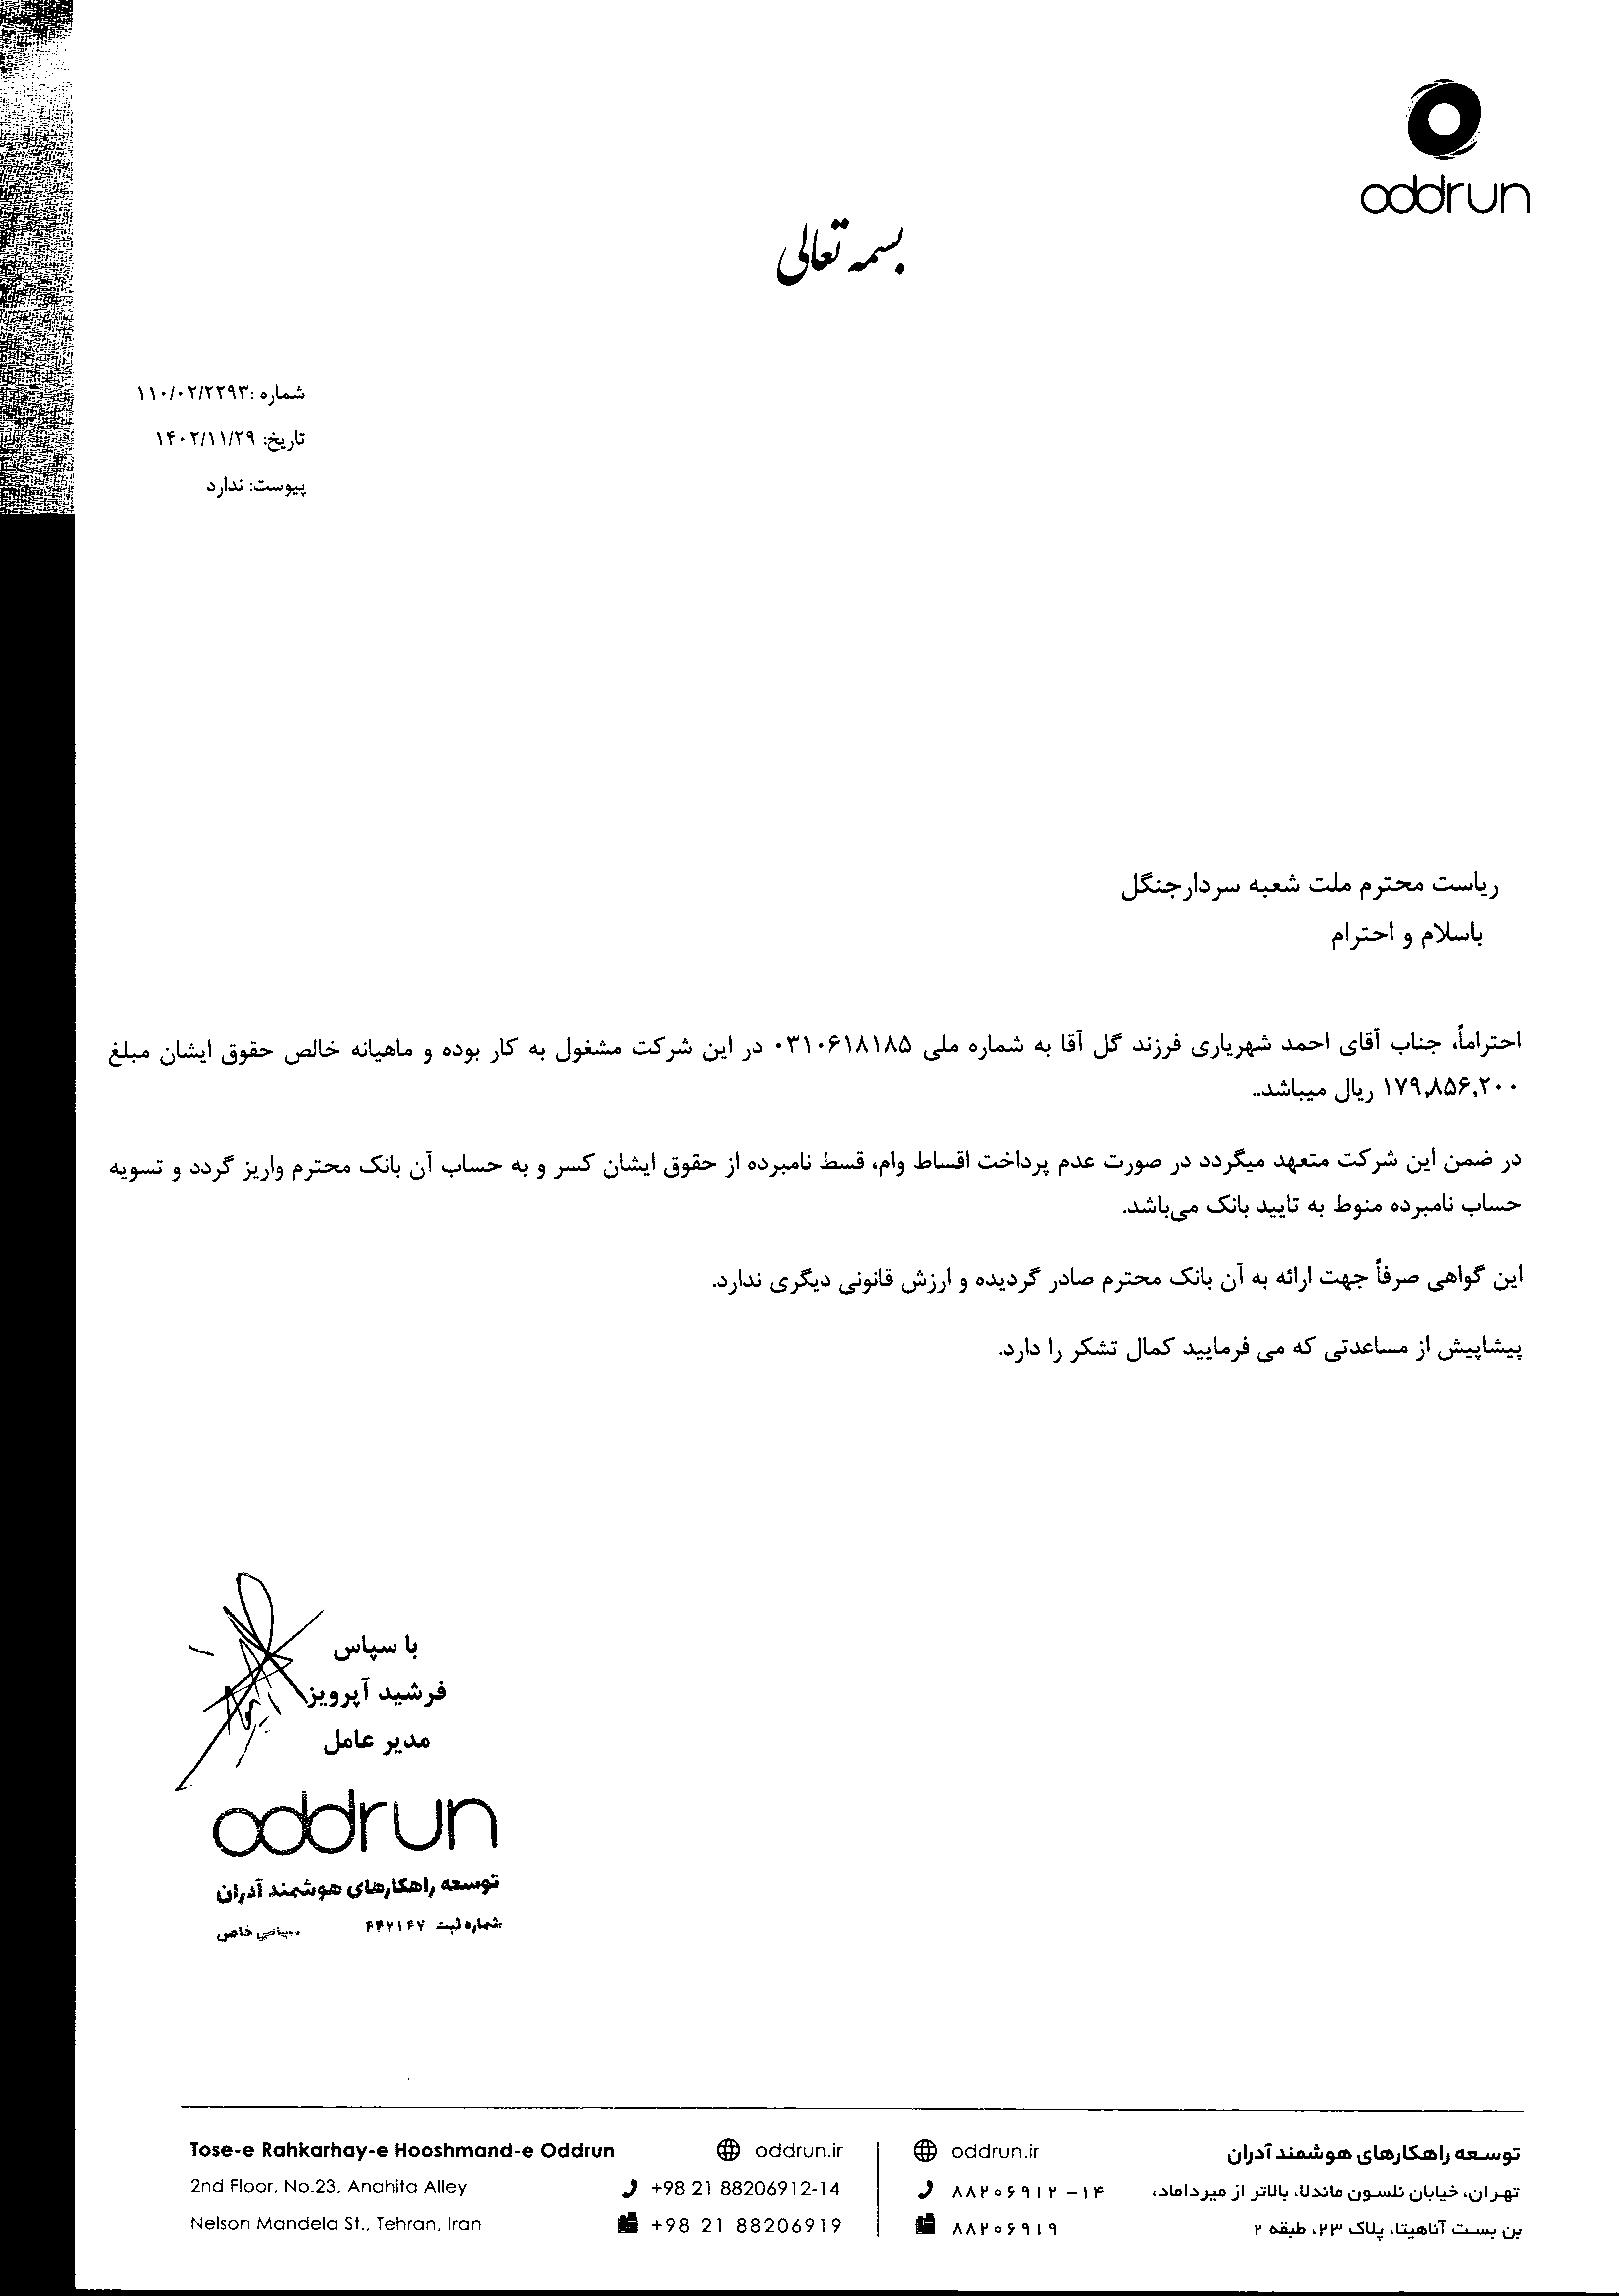 oddrun
بسمه تعالی
شماره :۱۱۰/۰۲/۲۲۹۳
تاریخ: ۱۴۰۲/۱۱/۲۹
پیوست: ندارد
ریاست محترم ملت شعبه سردارجنگل
باسلام و احترام
احتراماً، جناب آقای احمد شهریاری فرزند گل آقا به شماره ملی ۰۳۱۰۶۱۸۱۸۵ در این شرکت مشغول به کار بوده و ماهیانه خالص حقوق ایشان مبلغ
۱۷۹,۸۵۶,۲۰۰ ریال میباشد..
در ضمن این شرکت متعهد میگردد در صورت عدم پرداخت اقساط وام، قسط نامبرده از حقوق ایشان کسر و به حساب آن بانک محترم واریز گردد و تسویه
حساب نامبرده منوط به تایید بانک می‌باشد.
این گواهی صرفاً جهت ارائه به آن بانک محترم صادر گردیده و ارزش قانونی دیگری ندارد.
پیشاپیش از مساعدتی که می فرمایید کمال تشکر را دارد.
با سپاس
فرشید آپرویز
مدیر عامل
oddrun
توسعه راهکارهای هوشمند آدران
شماره ثبت ۴۴۲۱۶۷ سهامی خاص
توسعه راهکارهای هوشمند آدران
تهران، خیابان نلسون ماندلا، بالاتر از میرداماد،
بن بست آناهیتا، پلاک ۲۳، طبقه ۲
oddrun.ir
۸۸۲۰۶۹۱۲ -۱۴
۸۸۲۰۶۹۱۹
Tose-e Rahkarhay-e Hooshmand-e Oddrun
2nd Floor, No.23, Anahita Alley
Nelson Mandela St., Tehran, Iran
oddrun.ir
+98 21 88206912-14
+98 21 88206919